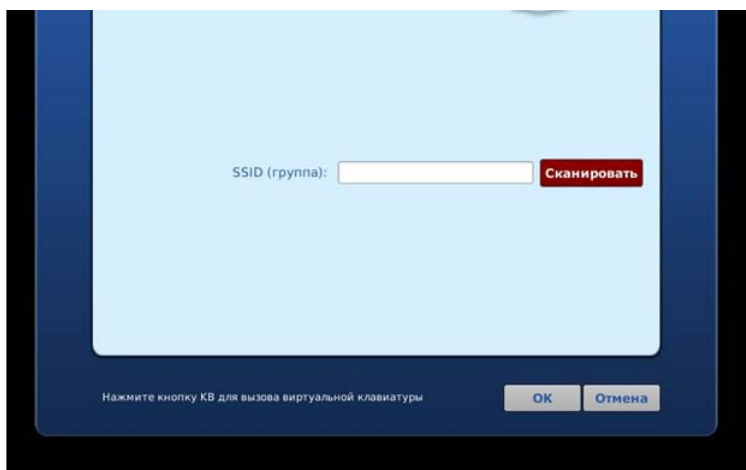 SSID (группа):
Сканировать
Нажмите кнопку КВ для вызова виртуальной клавиатуры
OK
Отмена